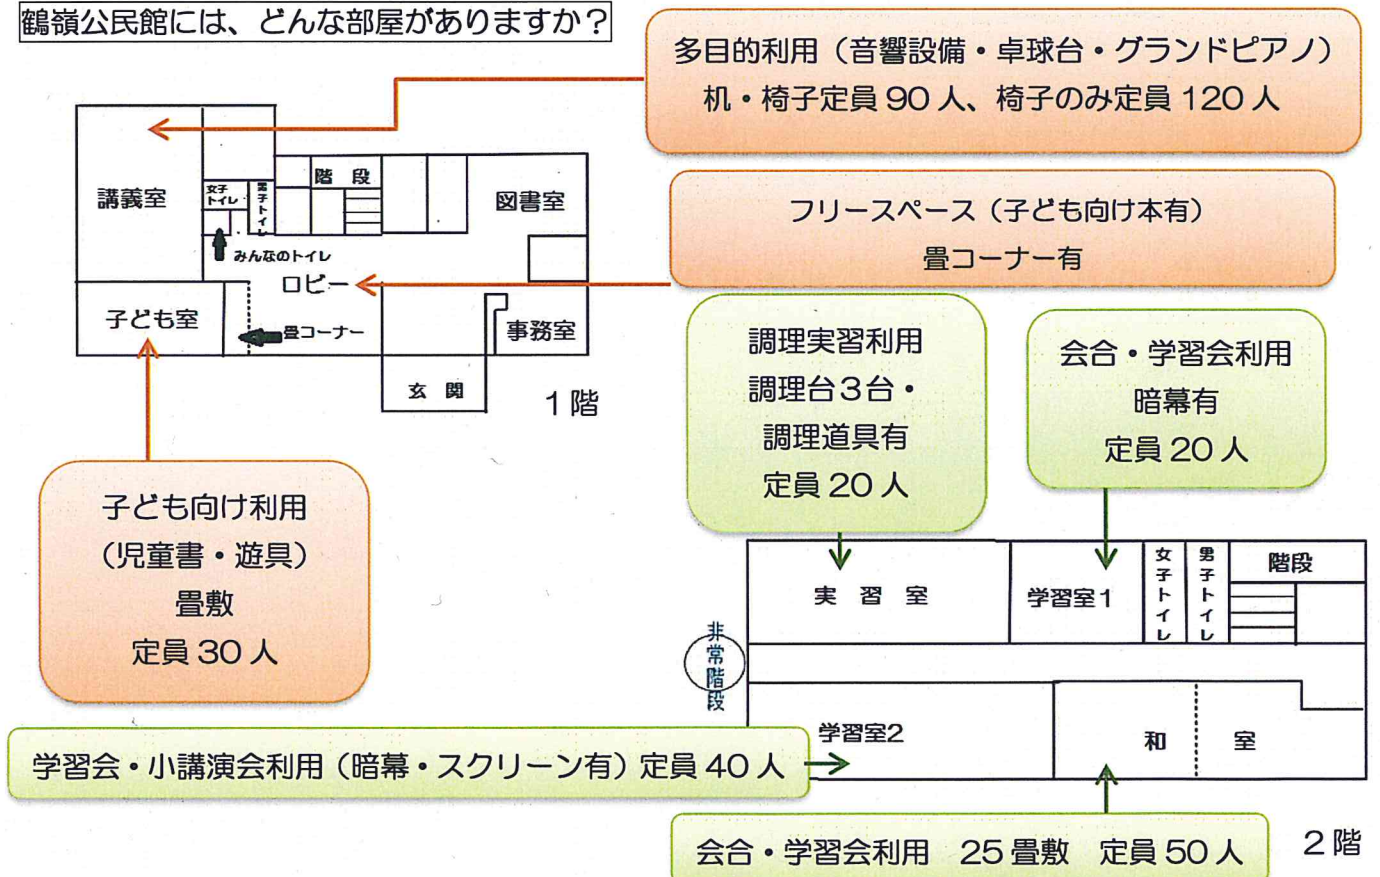 鶴嶺公民館には、どんな部屋がありますか？
多目的利用（音響設備・卓球台・グランドピアノ）
机・椅子定員90人、椅子のみ定員120人
講義室
女子
トイレ
男子トイレ
階段
図書室
みんなのトイレ
ロビー
フリースペース（子ども向け本有）
畳コーナー有
子ども室
畳コーナー
事務室
玄関
1階
子ども向け利用
（児童書・遊具）
畳敷
定員30人
調理実習利用
調理台3台・
調理道具有
定員20人
会合・学習会利用
暗幕有
定員20人
実習室
学習室1
女子トイレ
男子トイレ
階段
非常階段
学習室2
和室
学習会・小講演会利用（暗幕・スクリーン有）定員40人
会合・学習会利用　25畳敷　定員50人
2階